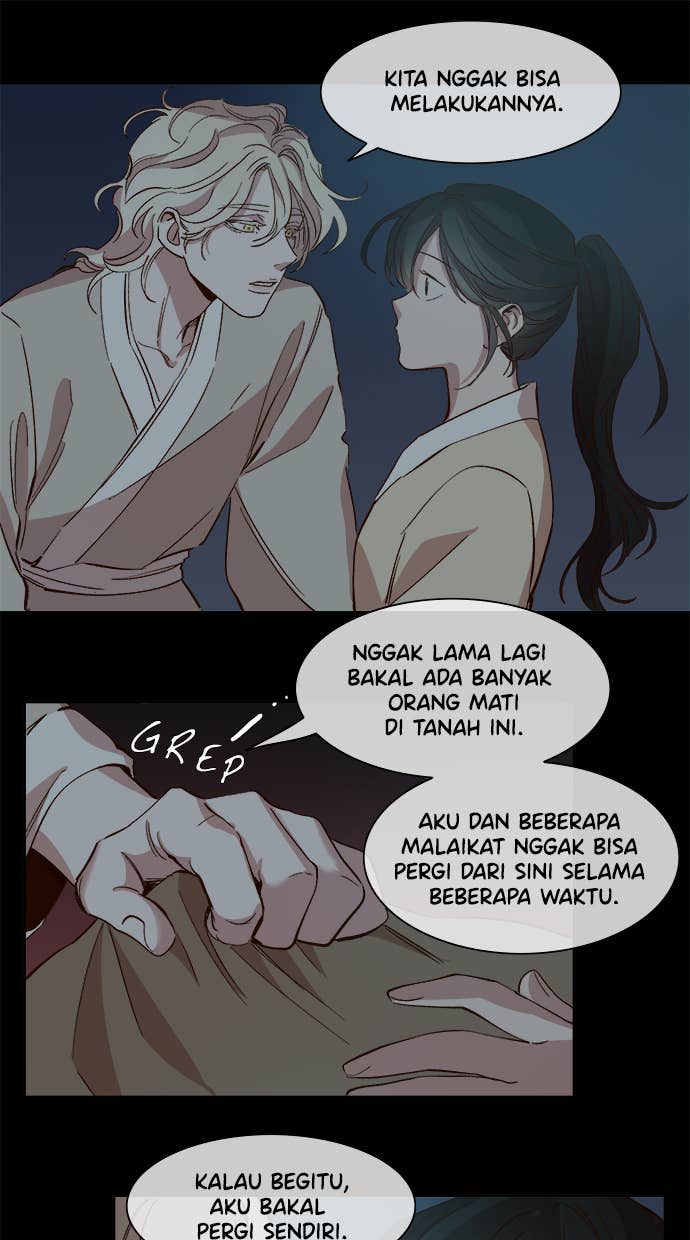 KITA NGGAK BISA
MELAKUKANNYA.
NGGAK LAMA LAGI
BAKAL ADA BANYAK
ORANG MATI
DI TANAH INI.
GREP
AKU DAN BEBERAPA
MALAIKAT NGGAK BISA
PERGI DARI SINI SELAMA
BEBERAPA WAKTU.
KALAU BEGITU,
AKU BAKAL
PERGI SENDIRI.